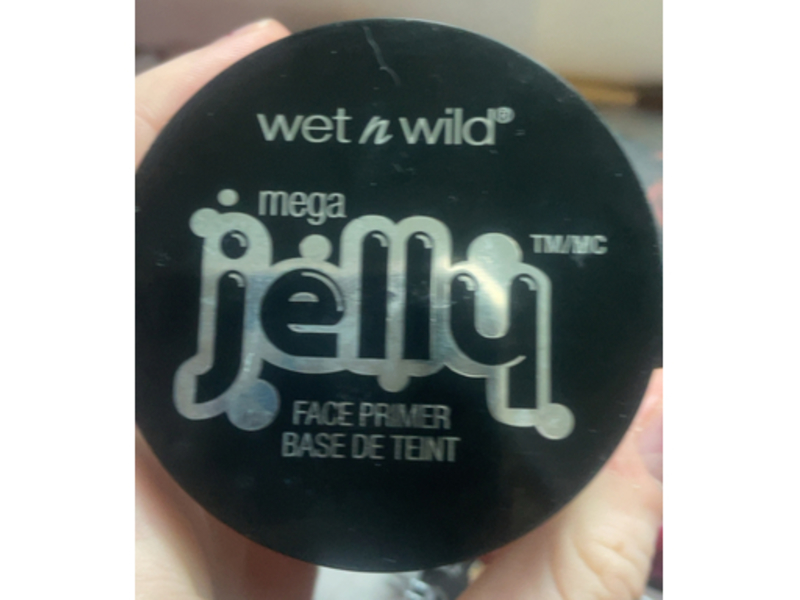 wet n wild®
mega
jelly TM/MC
FACE PRIMER
BASE DE TEINT